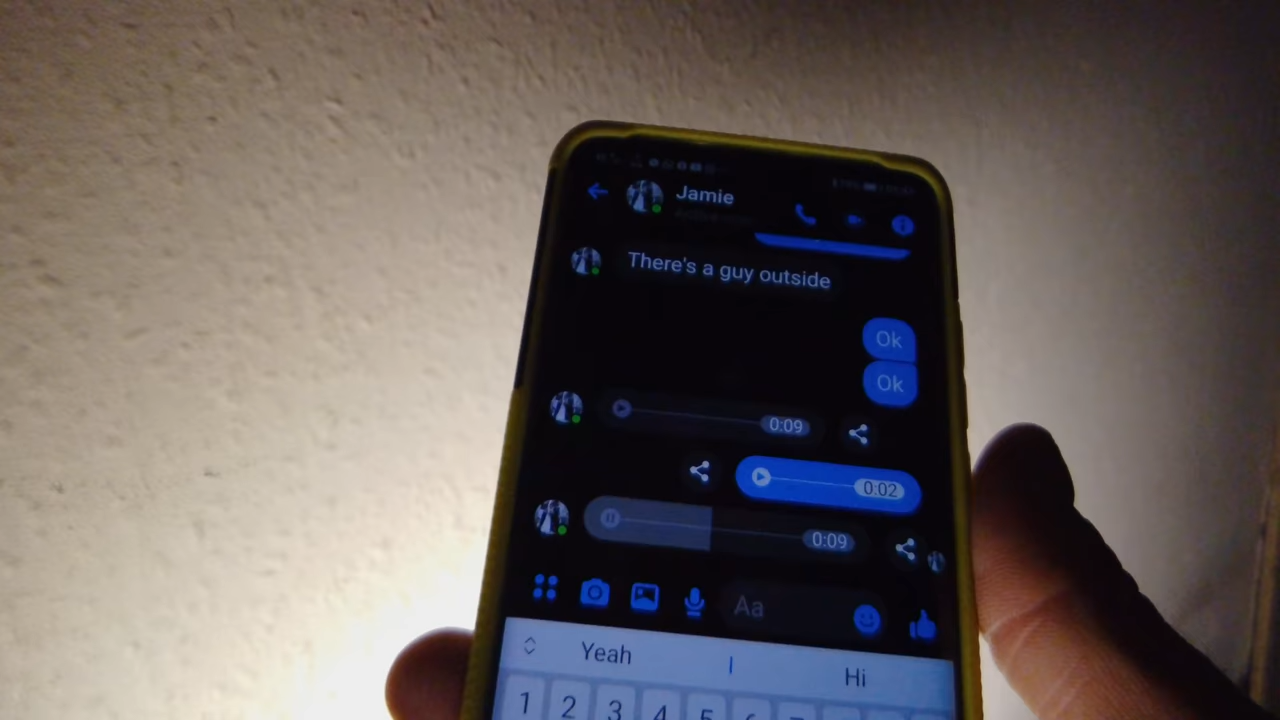 Jamie
There's a guy outside
Ok
Ok
0:09
0:02
0:09
Aa
Yeah
I
Hi
1 2 3 4 5